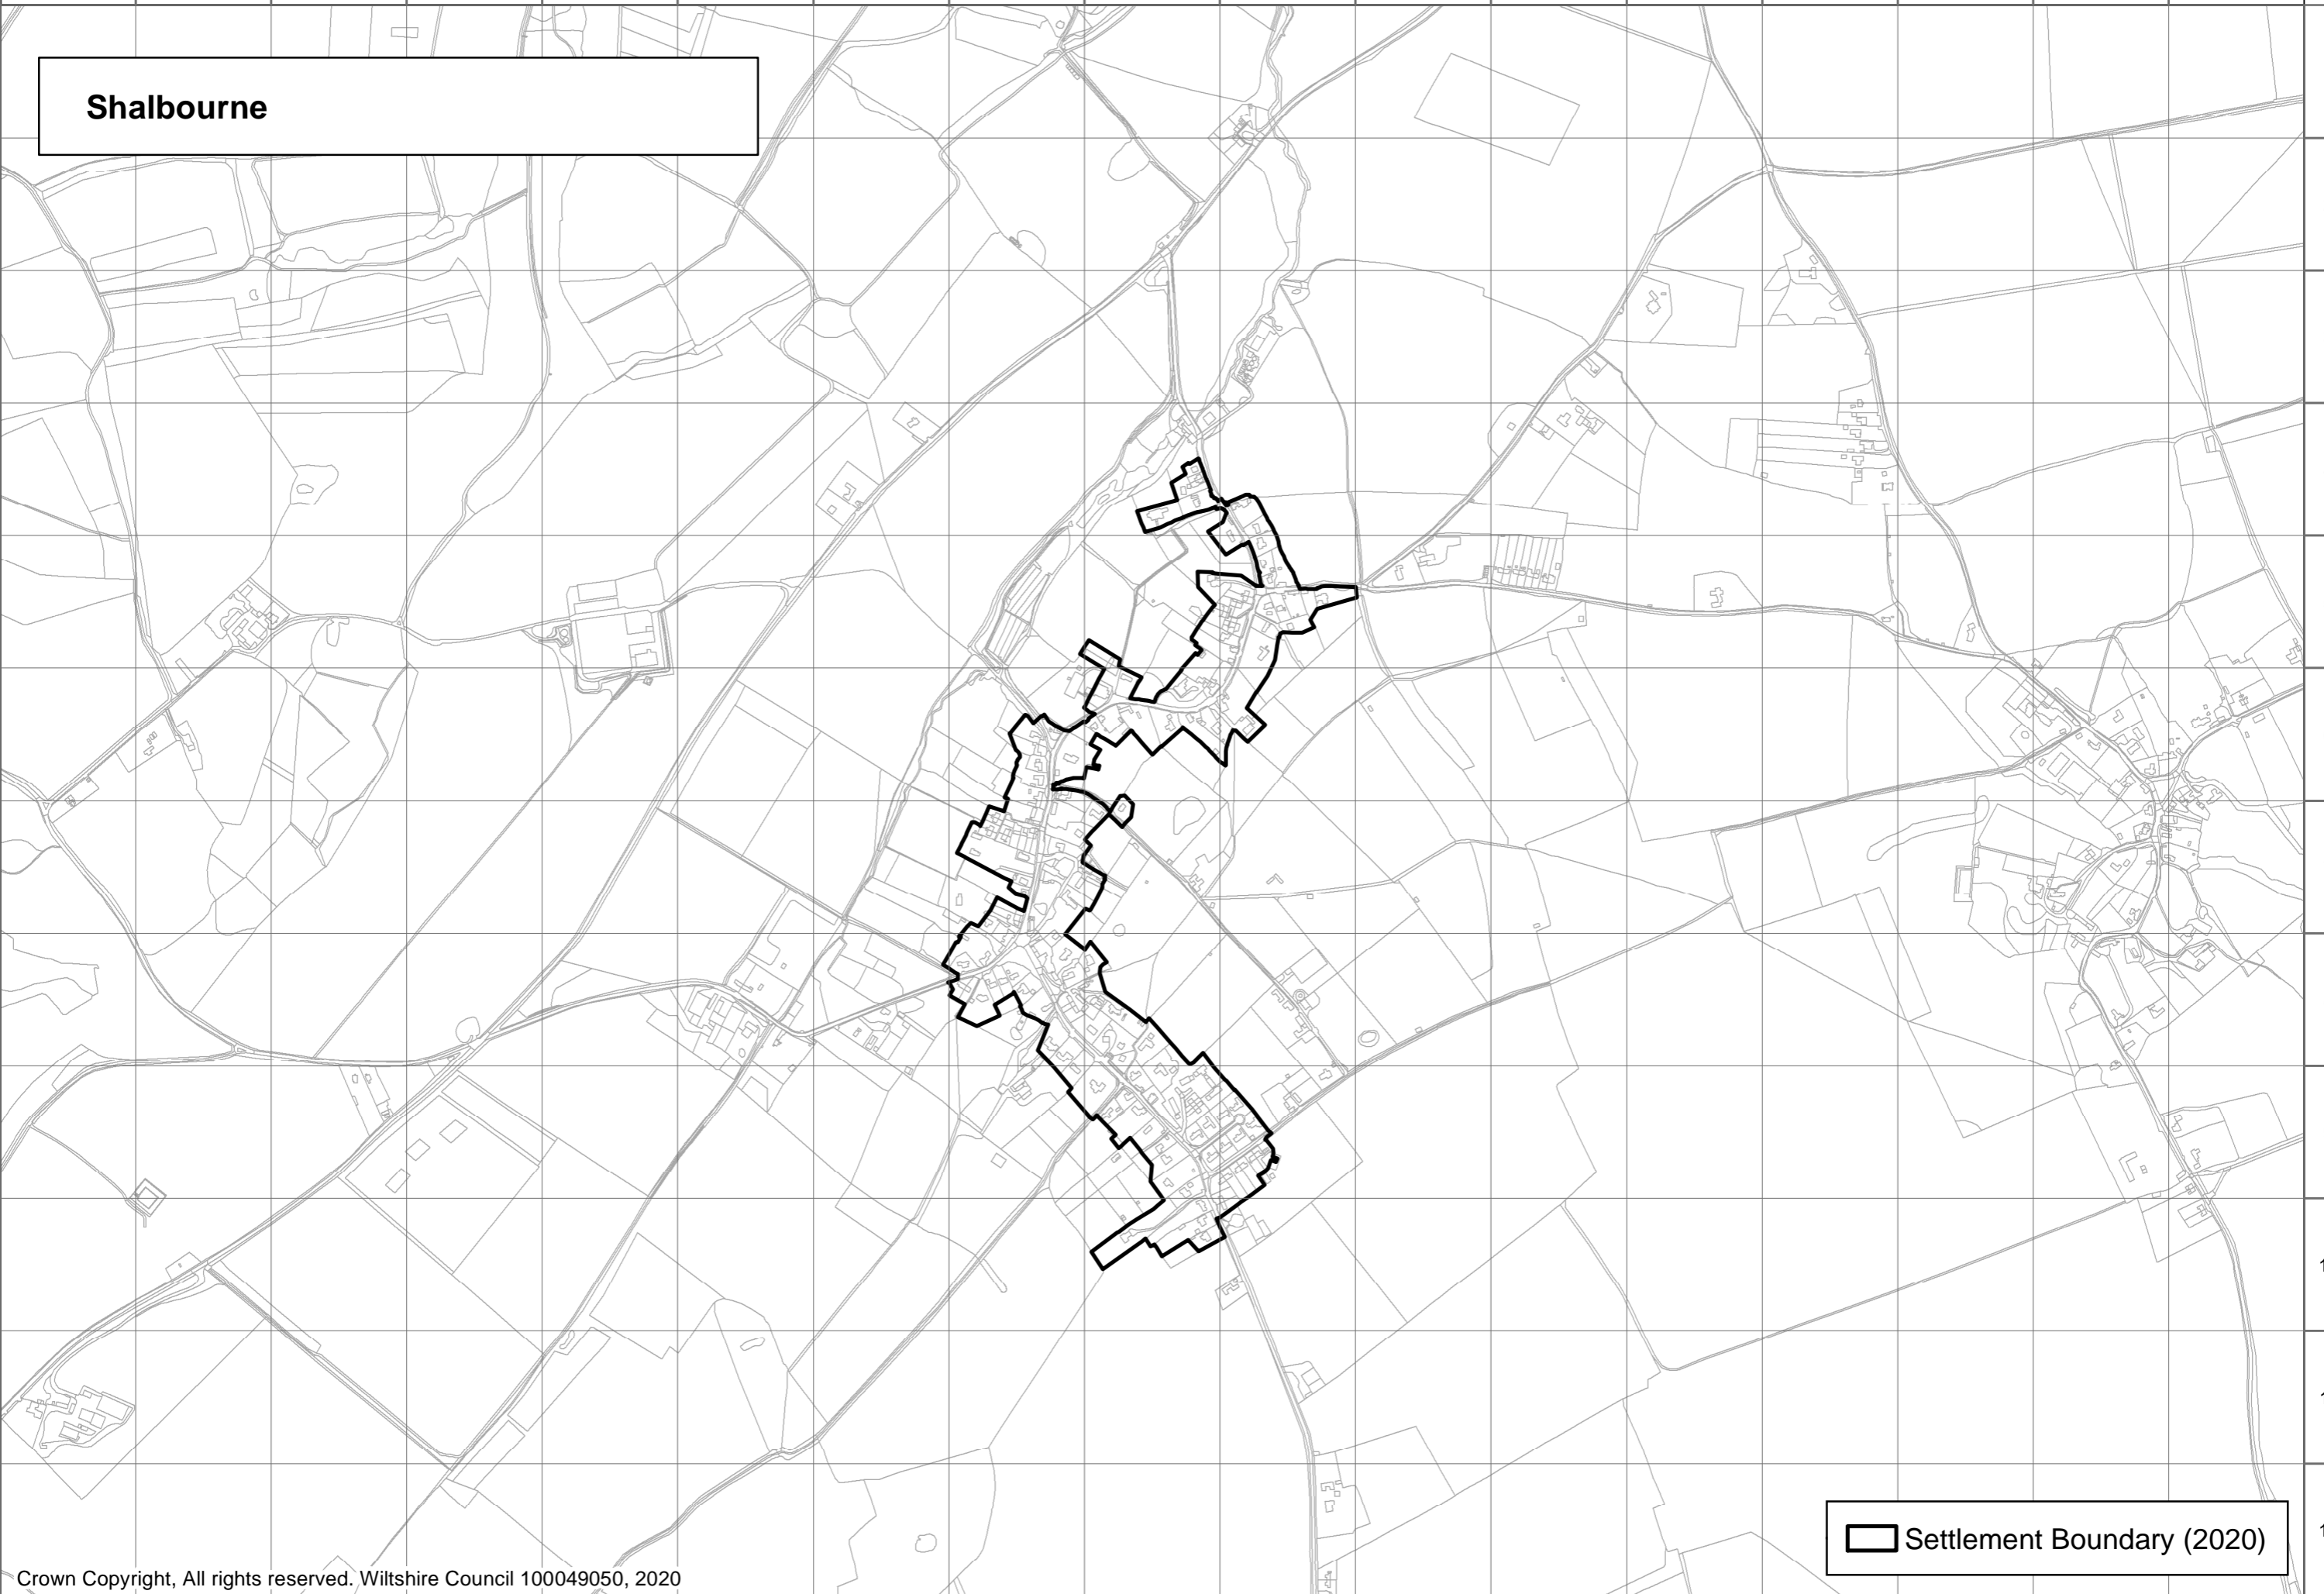 Shalbourne
Settlement Boundary (2020)
Crown Copyright, All rights reserved. Wiltshire Council 100049050, 2020